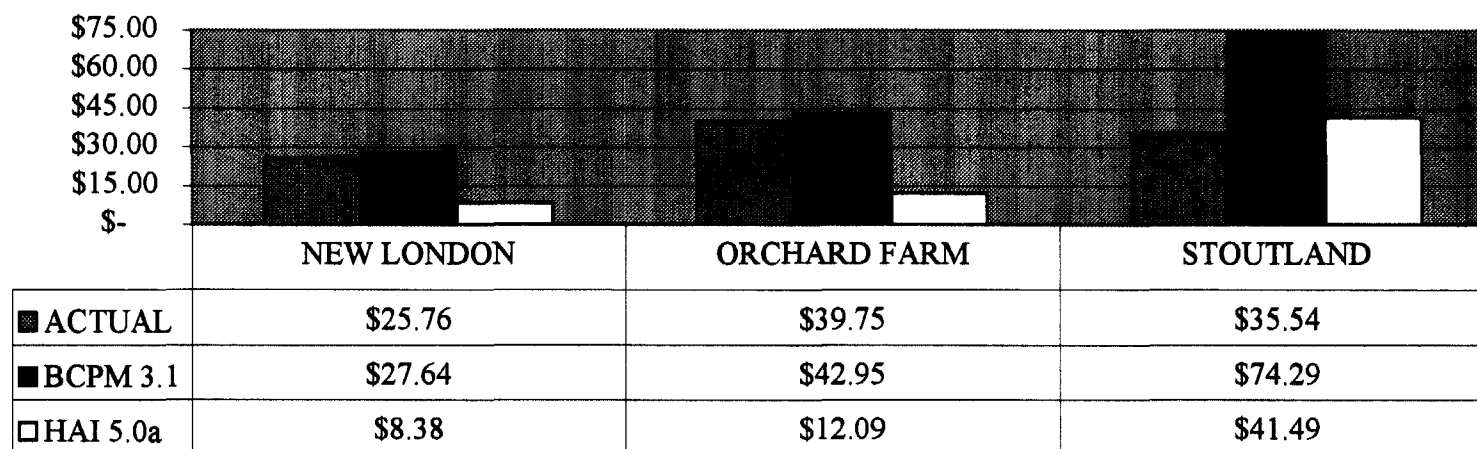 $75.00
$60.00
$45.00
$30.00
$15.00
$-
NEW LONDON ORCHARD FARM STOUTLAND
ACTUAL $25.76 $39.75 $35.54
BCPM 3.1 $27.64 $42.95 $74.29
HAI 5.0a $8.38 $12.09 $41.49